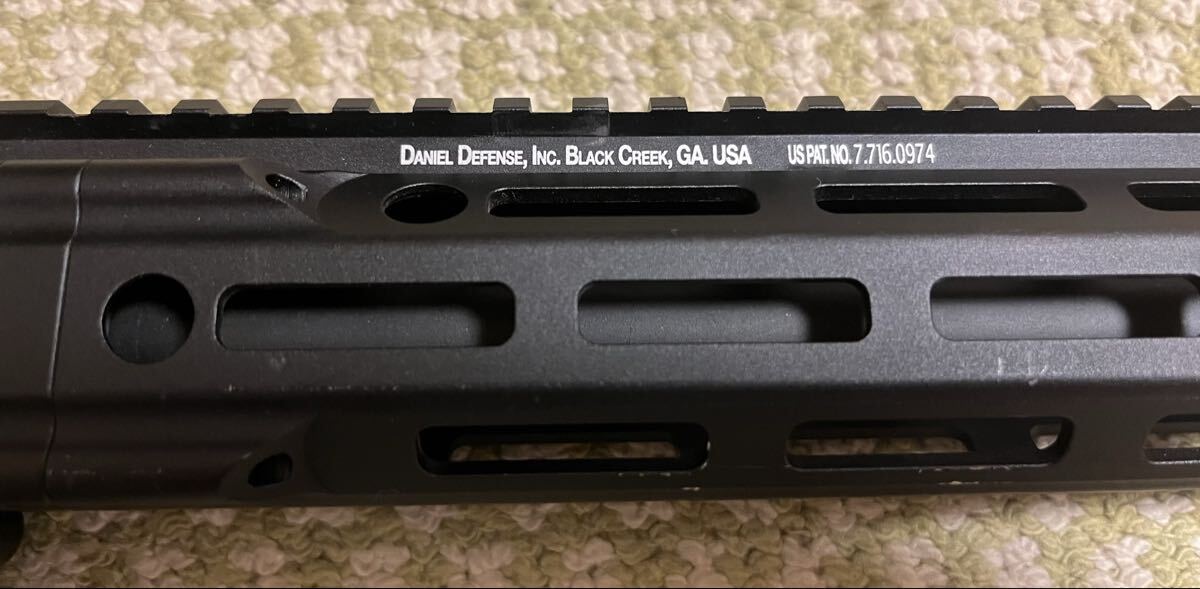 DANIEL DEFENSE, INC. BLACK CREEK, GA. USA US PAT. NO. 7.716.0974